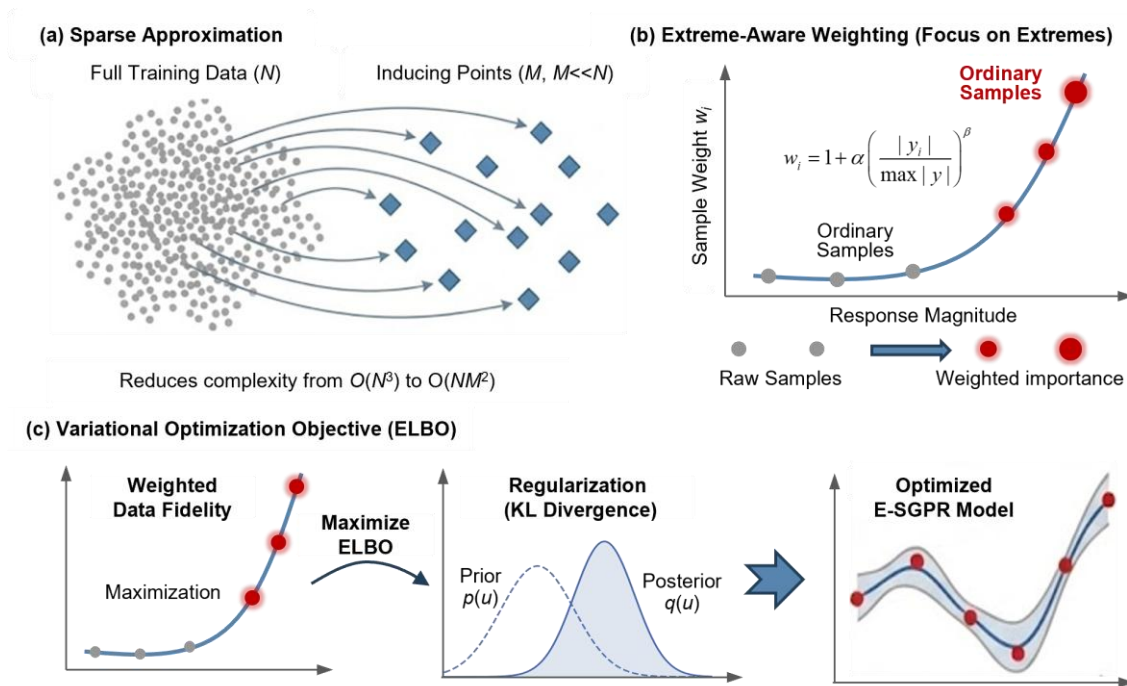 (a) Sparse Approximation
Full Training Data (N)
Inducing Points (M, M<<N)
Reduces complexity from O(N³) to O(NM²)
(b) Extreme-Aware Weighting (Focus on Extremes)
Sample Weight wᵢ
Ordinary
Samples
wᵢ = 1 + α(|yᵢ| / max|y|)^β
Ordinary
Samples
Response Magnitude
Raw Samples
Weighted importance
(c) Variational Optimization Objective (ELBO)
Weighted
Data Fidelity
Maximization
Maximize
ELBO
Regularization
(KL Divergence)
Prior
p(u)
Posterior
q(u)
Optimized
E-SGPR Model